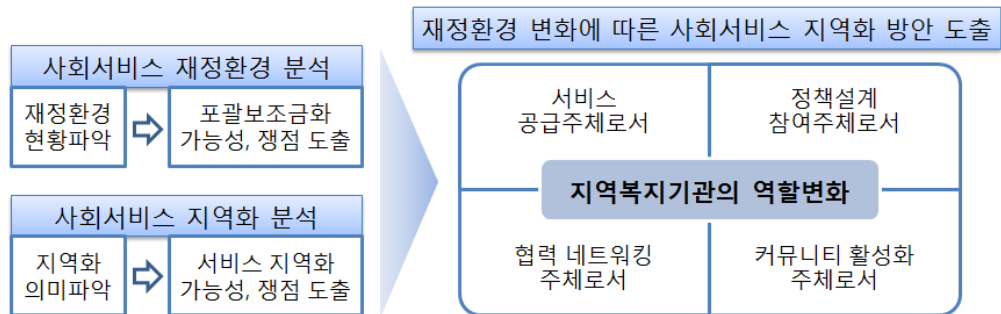 사회서비스 재정환경 분석
재정환경
현황파악
포괄보조금화
가능성, 쟁점 도출
사회서비스 지역화 분석
지역화
의미파악
서비스 지역화
가능성, 쟁점 도출
재정환경 변화에 따른 사회서비스 지역화 방안 도출
서비스
공급주체로서
정책설계
참여주체로서
지역복지기관의 역할변화
협력 네트워킹
주체로서
커뮤니티 활성화
주체로서